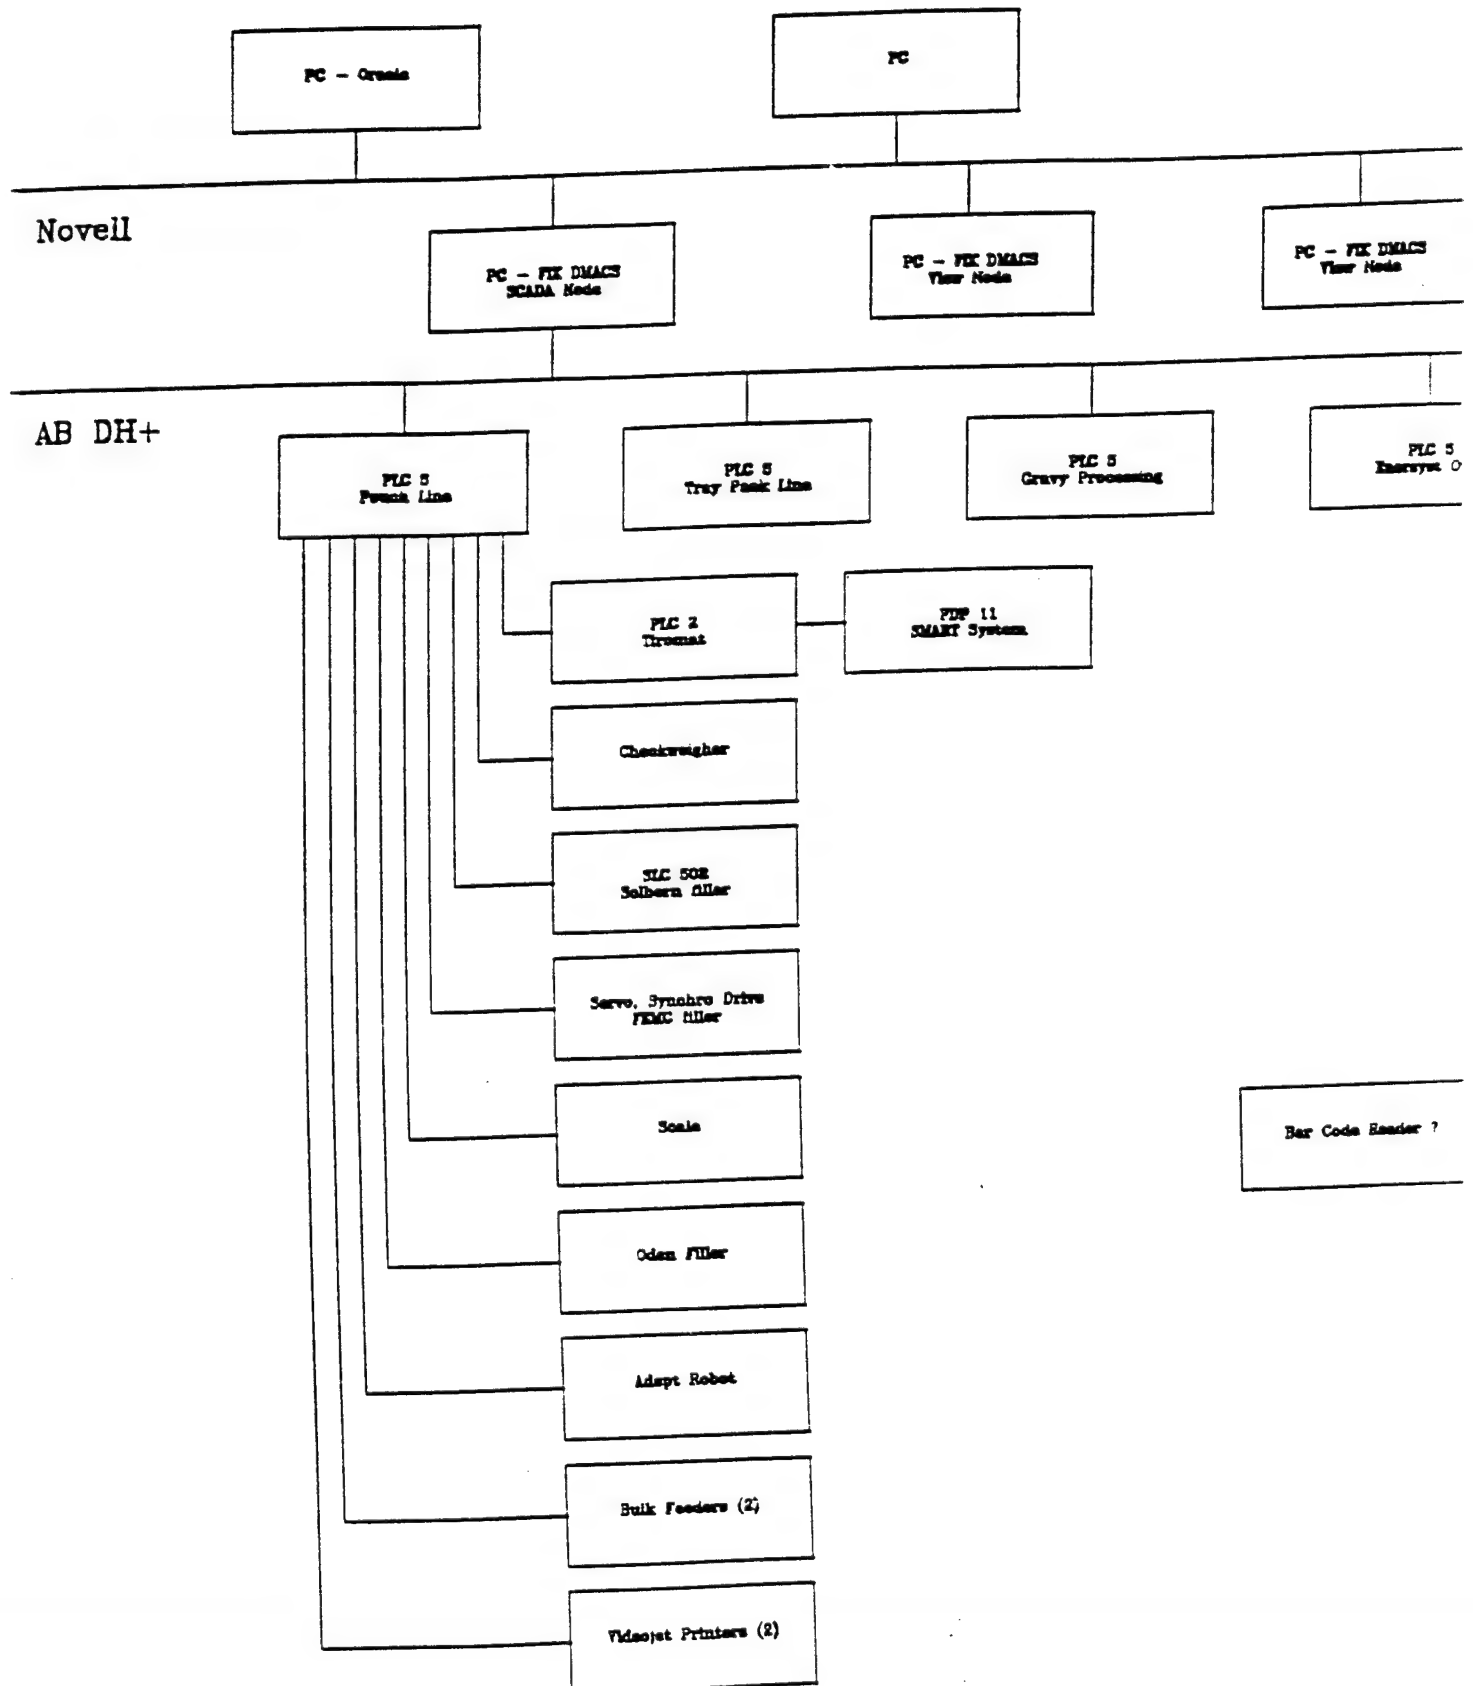 PC - Oracle
PC
Novell
PC - FIX DMACS
SCADA Node
PC - FIX DMACS
View Node
PC - FIX DMACS
View Node
AB DH+
PLC 5
Pouch Line
PLC 5
Tray Pack Line
PLC 5
Gravy Processing
PLC 5
Enersyst
PLC 2
Tiromat
PDP 11
SMART System
Checkweigher
SLC 502
Solbern filler
Servo, Synchro Drive
FEMC filler
Scale
Bar Code Reader ?
Oden Filler
Adept Robot
Bulk Feeders (2)
Videojet Printers (2)